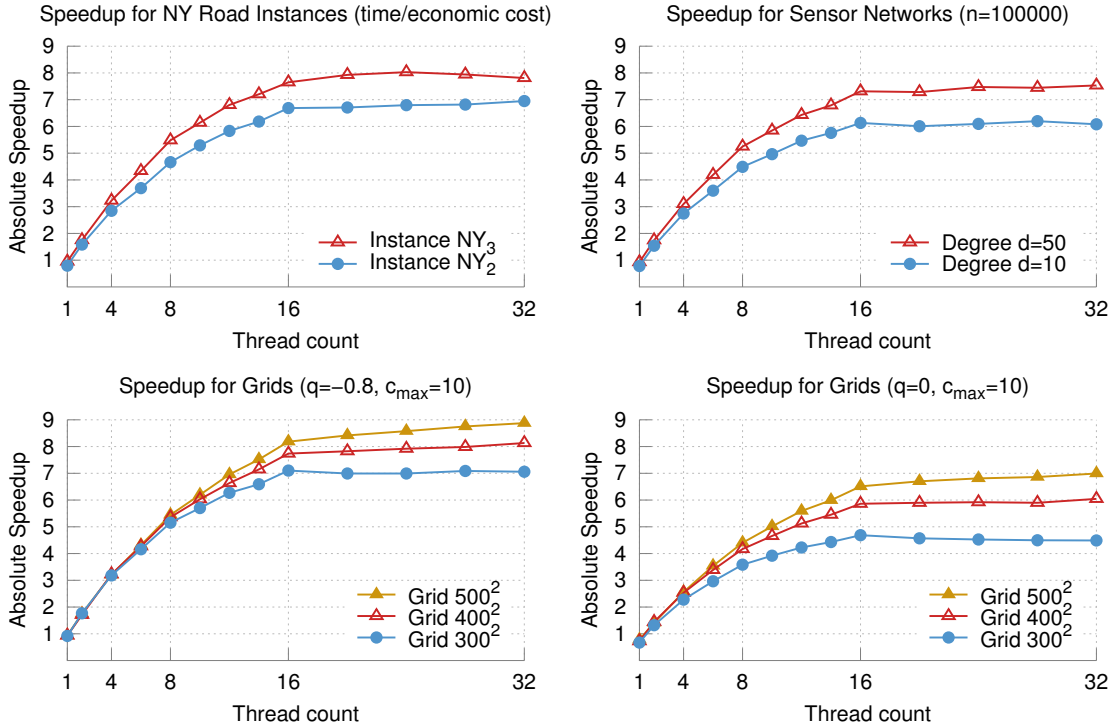 Speedup for NY Road Instances (time/economic cost)
9
8
7
6
5
4
3
2
1
Absolute Speedup
Instance NY3
Instance NY2
1 4 8 16 32
Thread count
Speedup for Sensor Networks (n=100000)
9
8
7
6
5
4
3
2
1
Absolute Speedup
Degree d=50
Degree d=10
1 4 8 16 32
Thread count
Speedup for Grids (q=−0.8, cmax=10)
9
8
7
6
5
4
3
2
1
Absolute Speedup
Grid 500²
Grid 400²
Grid 300²
1 4 8 16 32
Thread count
Speedup for Grids (q=0, cmax=10)
9
8
7
6
5
4
3
2
1
Absolute Speedup
Grid 500²
Grid 400²
Grid 300²
1 4 8 16 32
Thread count